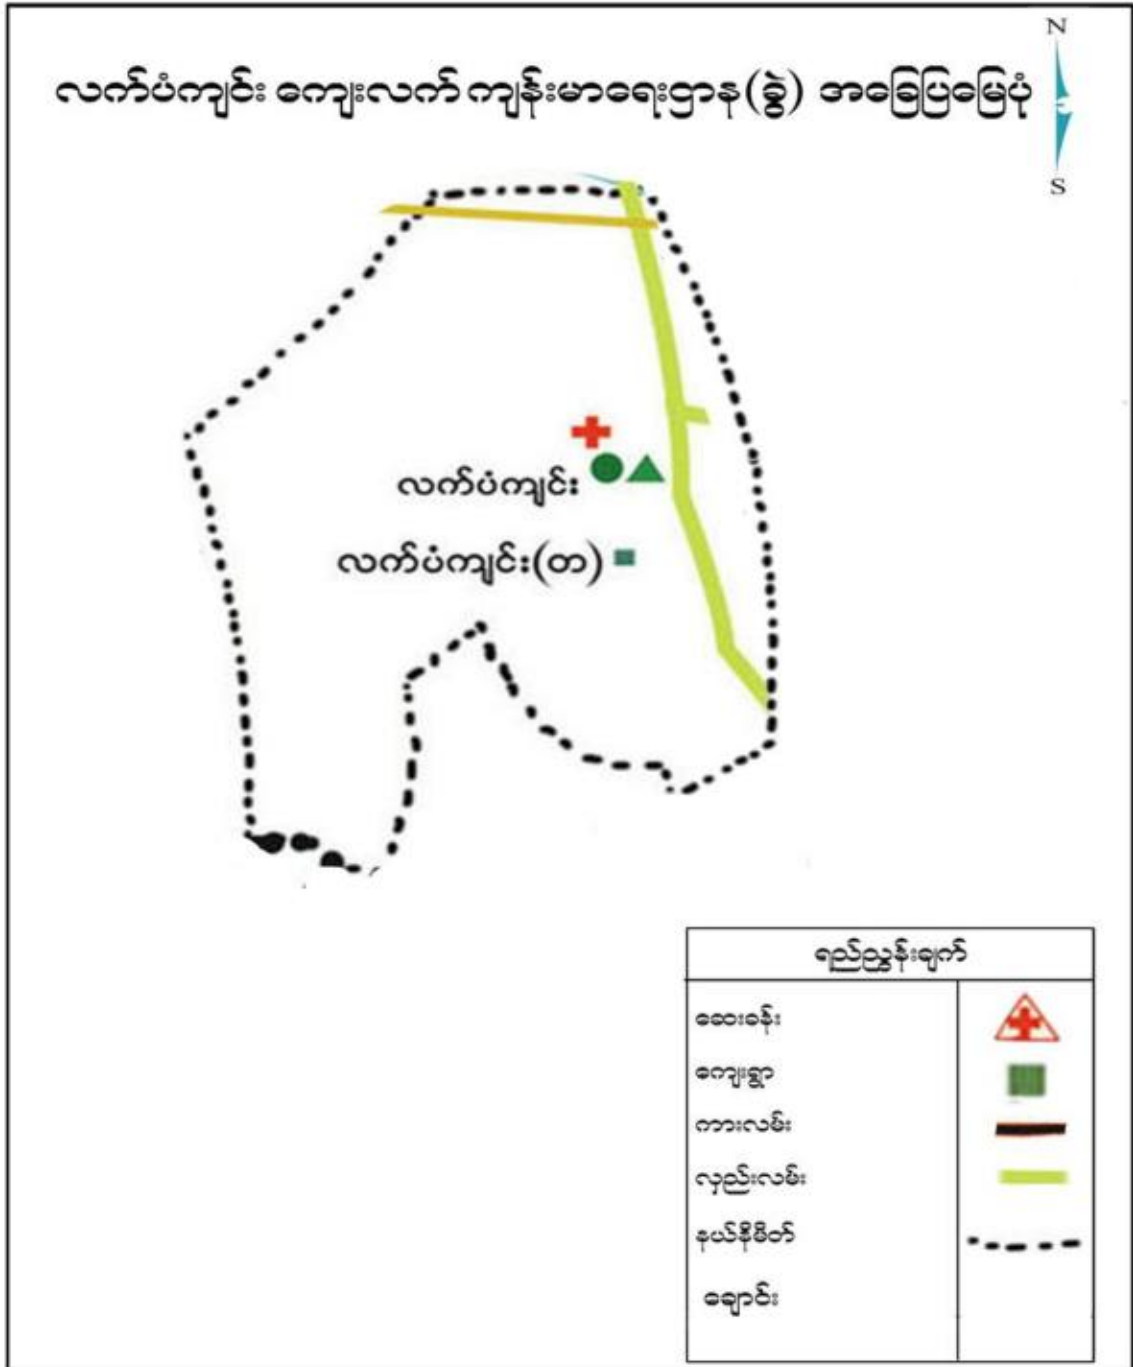 N
လက်ပံကျင်း ကျေးလက် ကျန်းမာရေးဌာန(ခွဲ) အခြေပြမြေပုံ
S
လက်ပံကျင်း
လက်ပံကျင်း(တ)
ရည်ညွှန်းချက်
ဆေးခန်း
ကျေးရွာ
ကားလမ်း
လှည်းလမ်း
နယ်နိမိတ်
ချောင်း